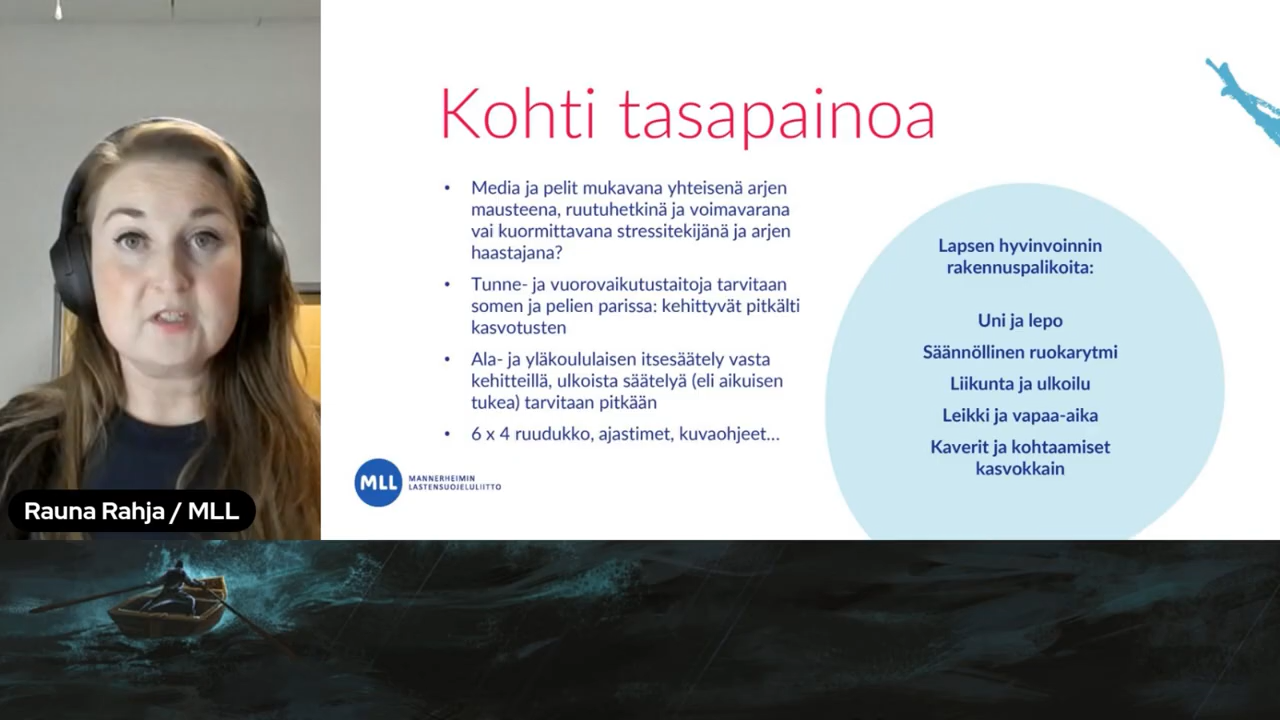 Kohti tasapainoa
• Media ja pelit mukavana yhteisenä arjen
mausteena, ruutuhetkinä ja voimavarana
vai kuormittavana stressitekijänä ja arjen
haastajana?
• Tunne- ja vuorovaikutustaitoja tarvitaan
somen ja pelien parissa: kehittyvät pitkälti
kasvotusten
• Ala- ja yläkoululaisen itsesäätely vasta
kehitteillä, ulkoista säätelyä (eli aikuisen
tukea) tarvitaan pitkään
• 6 x 4 ruudukko, ajastimet, kuvaohjeet...
Lapsen hyvinvoinnin
rakennuspalikoita:
Uni ja lepo
Säännöllinen ruokarytmi
Liikunta ja ulkoilu
Leikki ja vapaa-aika
Kaverit ja kohtaamiset
kasvokkain
MLL
MANNERHEIMIN
LASTENSUOJELULIITTO
Rauna Rahja / MLL